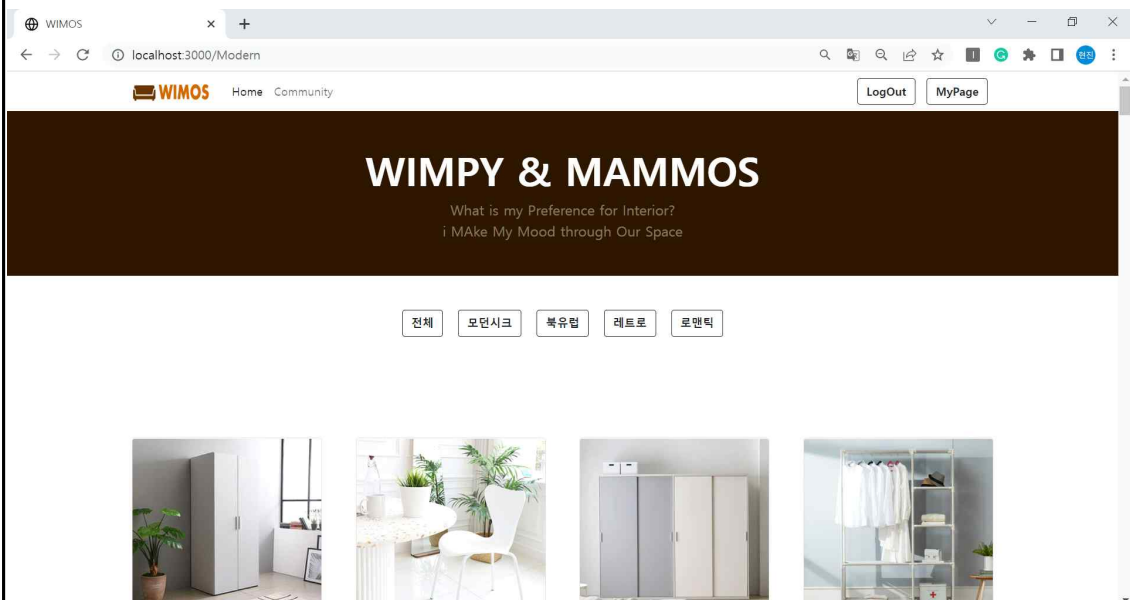 WIMOS
localhost:3000/Modern
현진
WIMOS Home Community LogOut MyPage
WIMPY & MAMMOS
What is my Preference for Interior?
i MAke My Mood through Our Space
전체 모던시크 북유럽 레트로 로맨틱